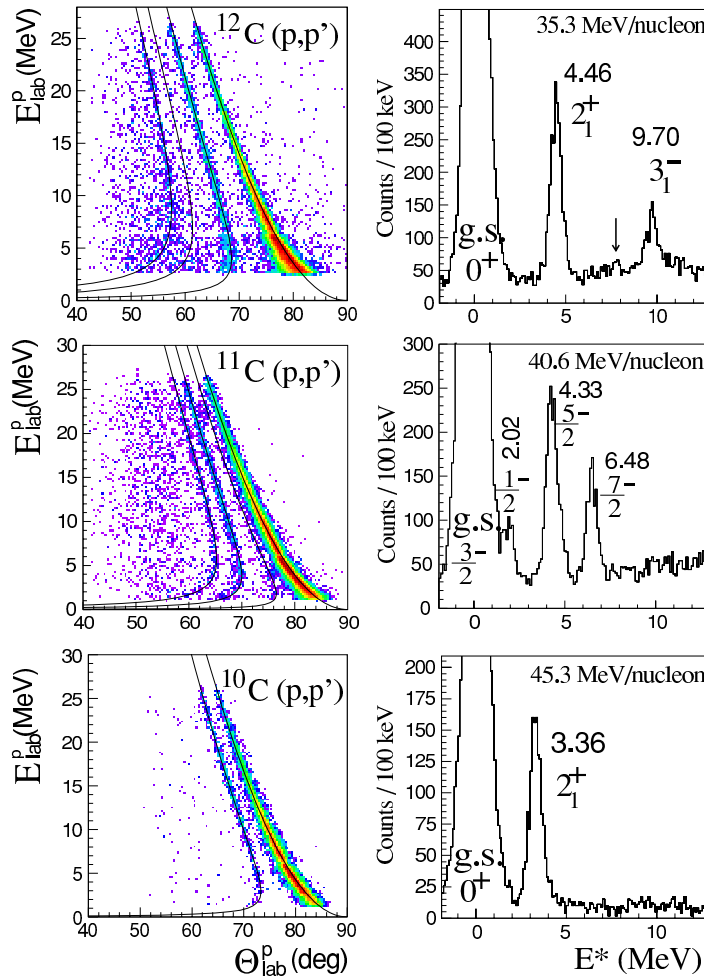 E^p_lab (MeV)
25
20
15
10
5
0
12C (p,p')
40 50 60 70 80 90
Counts / 100 keV
400
350
300
250
200
150
100
50
0
35.3 MeV/nucleon
4.46
2+1
9.70
3-1
g.s.
0+
0 5 10
E^p_lab (MeV)
30
25
20
15
10
5
0
11C (p,p')
40 50 60 70 80 90
Counts / 100 keV
300
250
200
150
100
50
0
40.6 MeV/nucleon
4.33
5/2-
2.02
1/2-
6.48
7/2-
g.s.
3/2-
0 5 10
E^p_lab (MeV)
30
25
20
15
10
5
0
10C (p,p')
40 50 60 70 80 90
Θ^p_lab (deg)
Counts / 100 keV
200
175
150
125
100
75
50
25
0
45.3 MeV/nucleon
3.36
2+1
g.s.
0+
0 5 10
E* (MeV)